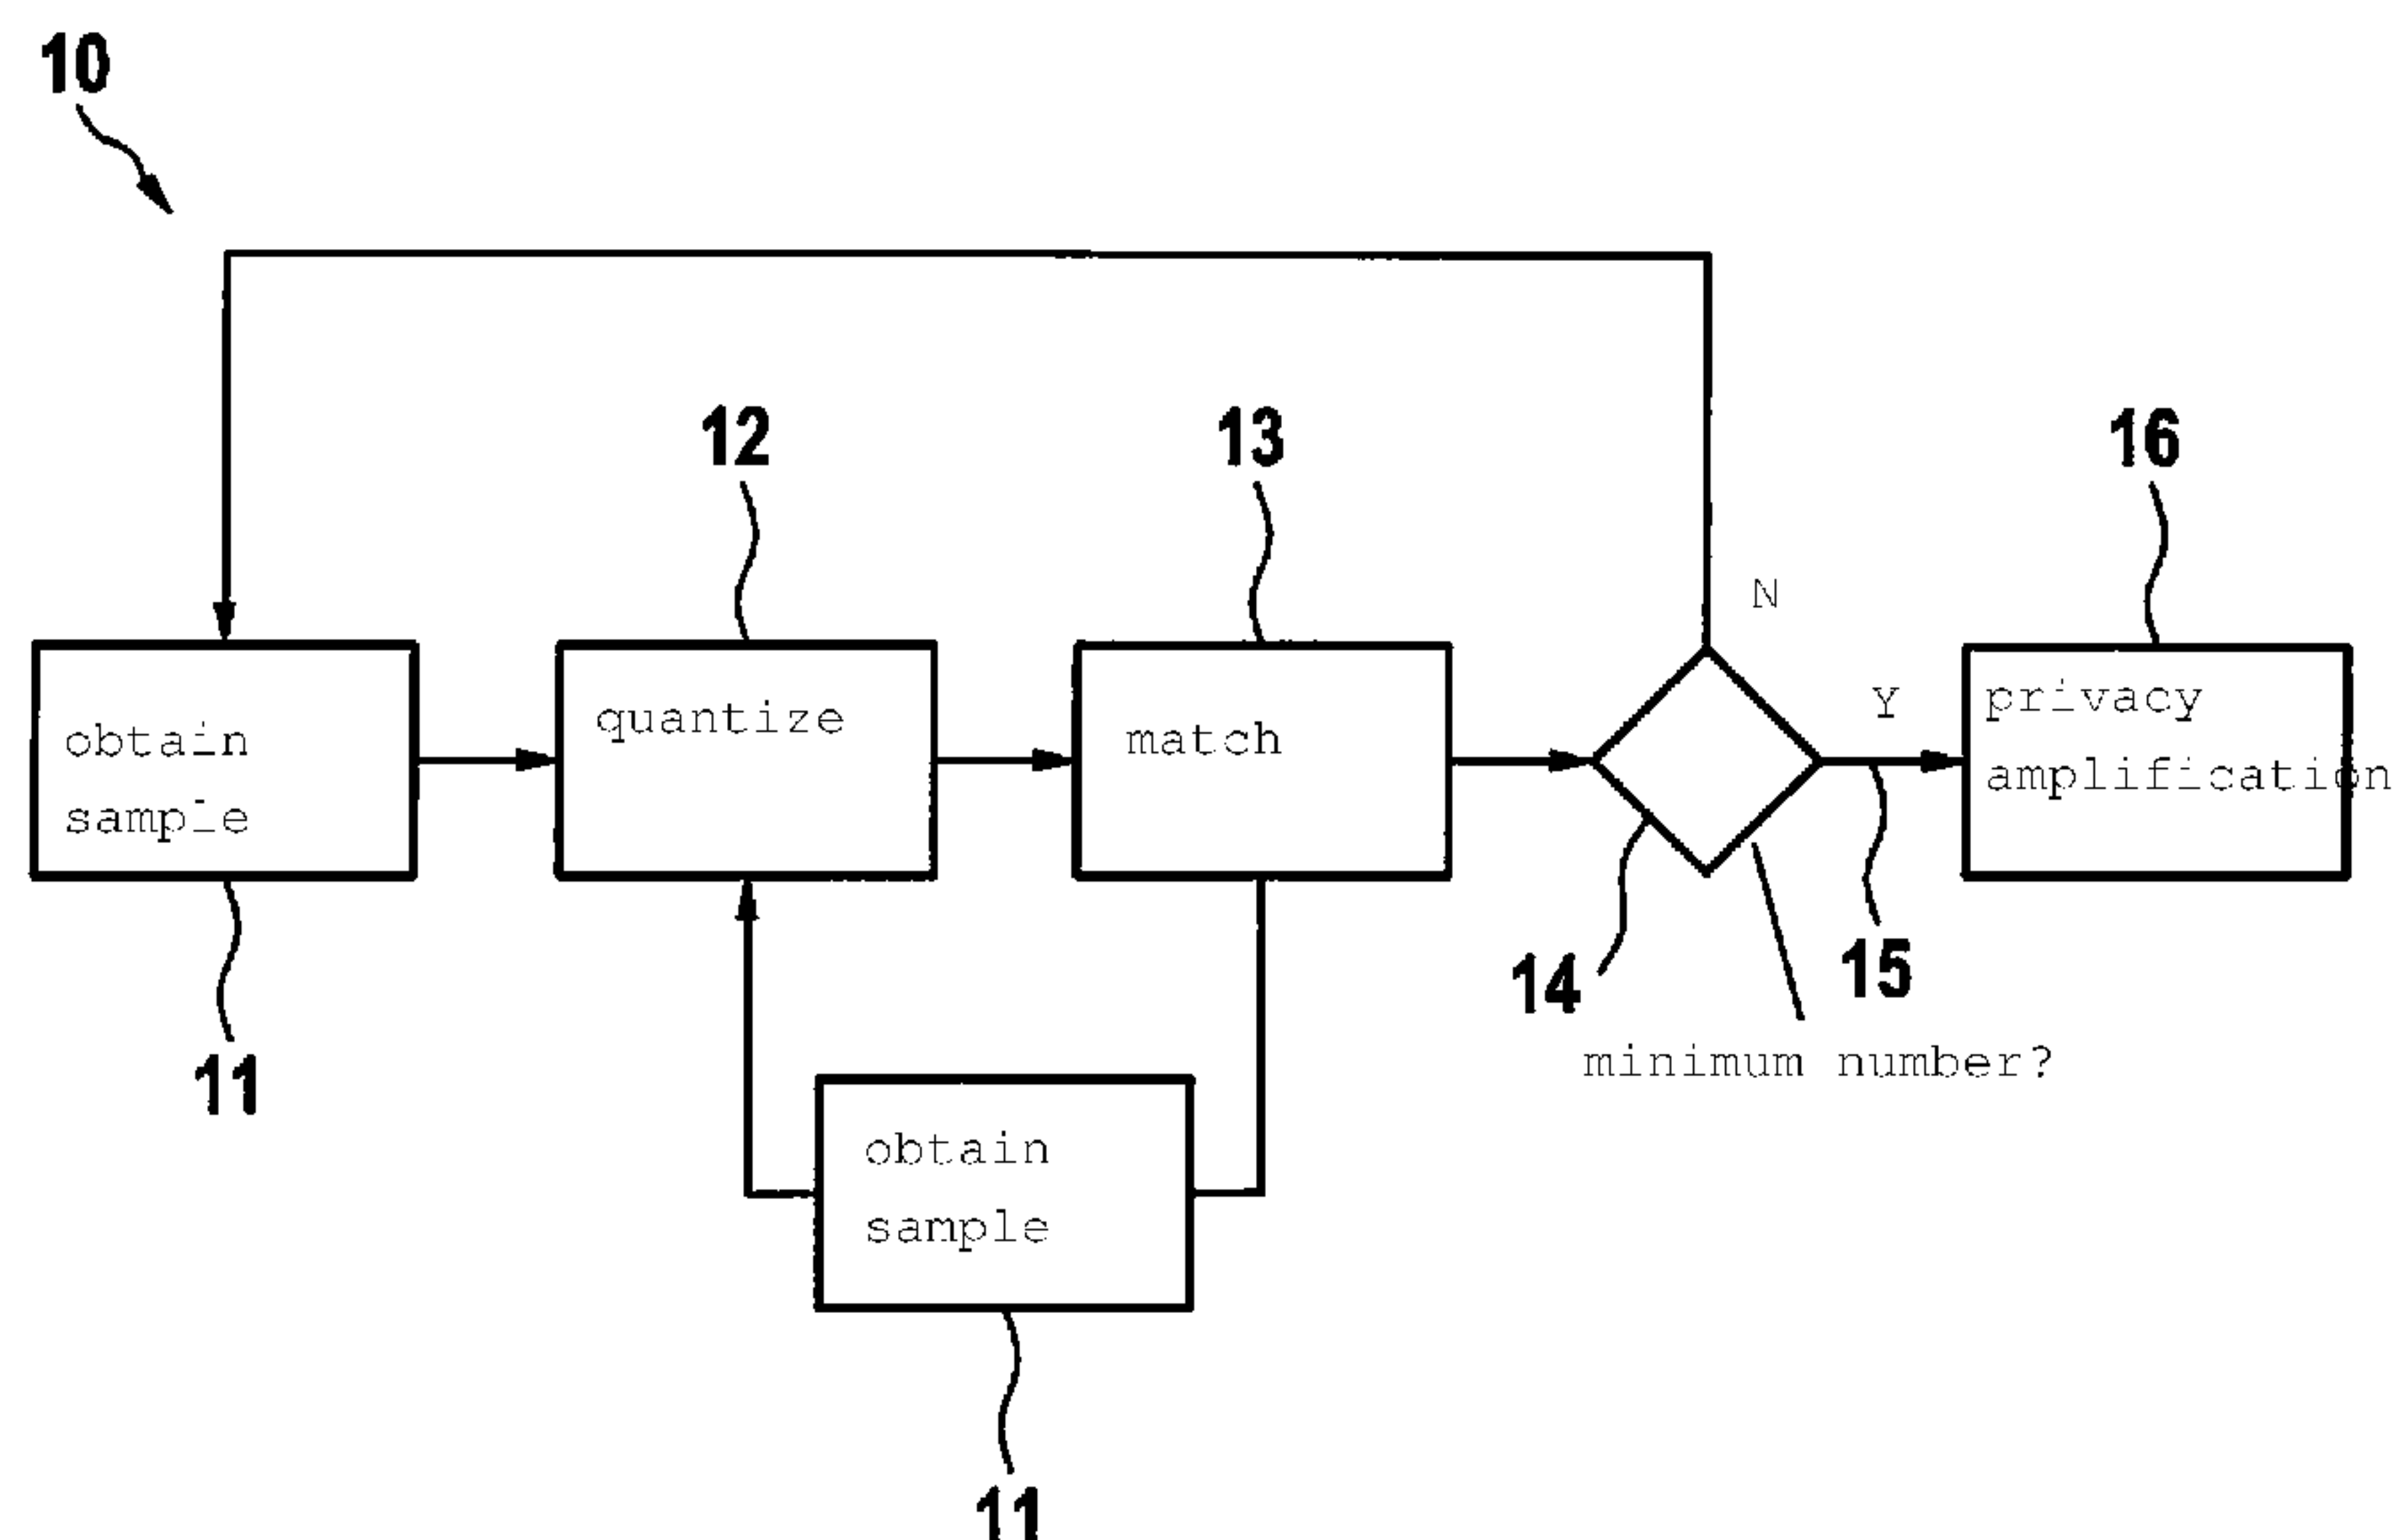 10
12
13
16
N
Y
obtain
sample
quantize
match
privacy
amplification
11
14
15
minimum number?
obtain
sample
11